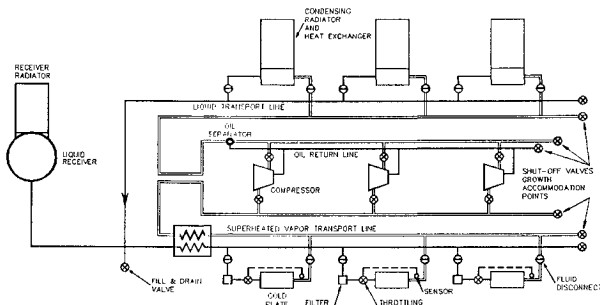 CONDENSING
RADIATOR
AND
HEAT EXCHANGER
RECEIVER
RADIATOR
LIQUID TRANSPORT LINE
OIL
SEPARATOR
LIQUID
RECEIVER
OIL RETURN LINE
COMPRESSOR
SHUT-OFF VALVES
GROWTH
ACCOMMODATION
POINTS
SUPERHEATED VAPOR TRANSPORT LINE
FILL & DRAIN
VALVE
COLD
PLATE
FILTER
SENSOR
THROTTLING
FLUID
DISCONNECT